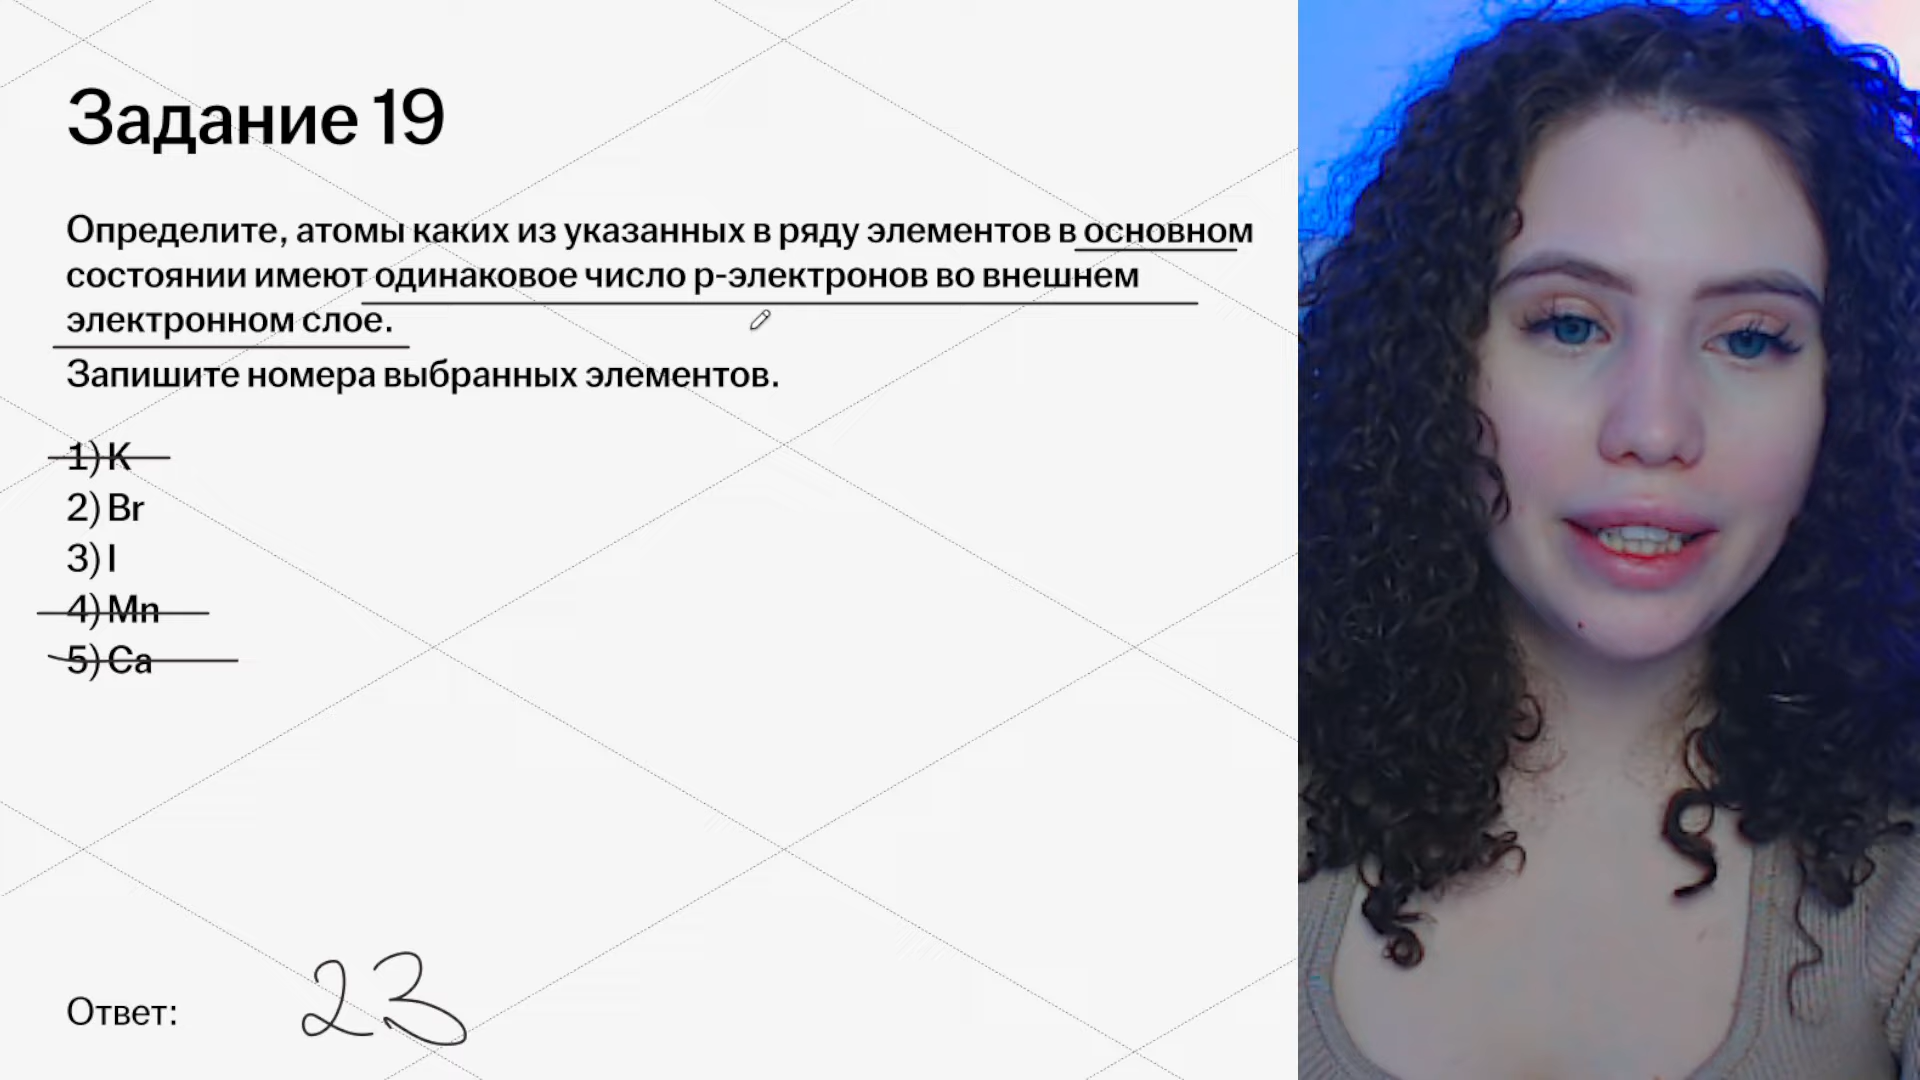 Задание 19
Определите, атомы каких из указанных в ряду элементов в основном
состоянии имеют одинаковое число р-электронов во внешнем
электронном слое.
Запишите номера выбранных элементов.
1) K
2) Br
3) I
4) Mn
5) Ca
Ответ: 23